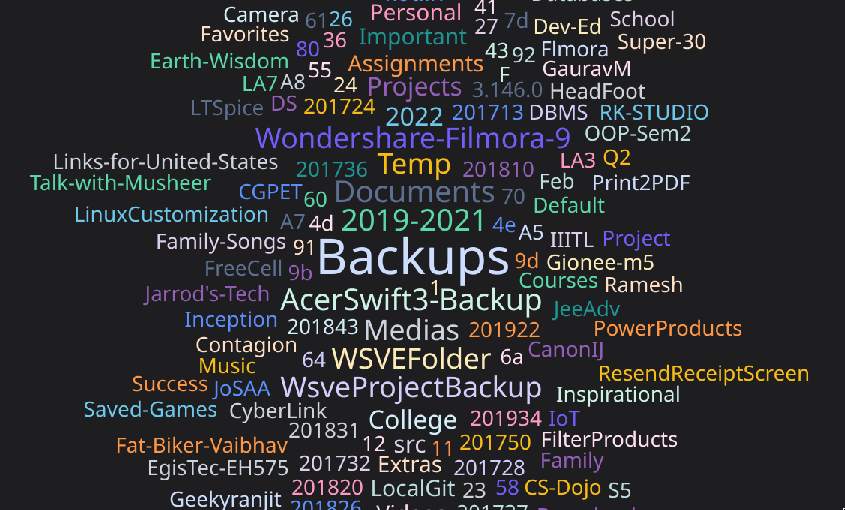 Camera 6126 Personal 41
27 7d Dev-Ed School
Favorites 80 36 Important 43 92 Flmora Super-30
Earth-Wisdom 55 Assignments F GauravM
LA7 A8 24 Projects 3.146.0 HeadFoot
LTSpice DS 201724 2022 201713 DBMS RK-STUDIO
Wondershare-Filmora-9 OOP-Sem2
Links-for-United-States 201736 Temp 201810 LA3 Q2
Talk-with-Musheer CGPET 60 Documents 70 Feb Print2PDF
LinuxCustomization A7 4d 2019-2021 4e Default
Family-Songs 91 A5 IIITL Project
FreeCell 9b Backups 9d Gionee-m5
1 Courses Ramesh
Jarrod's-Tech AcerSwift3-Backup JeeAdv
Inception 201843 Medias 201922 PowerProducts
Contagion 64 WSVEFolder 6a CanonIJ
Music ResendReceiptScreen
Success JoSAA WsveProjectBackup Inspirational
Saved-Games CyberLink College 201934 IoT
201831
Fat-Biker-Vaibhav 12 src 11 201750 FilterProducts
EgisTec-EH575 201732 Extras 201728 Family
201820 LocalGit 23 58 CS-Dojo S5
Geekyranjit 201826